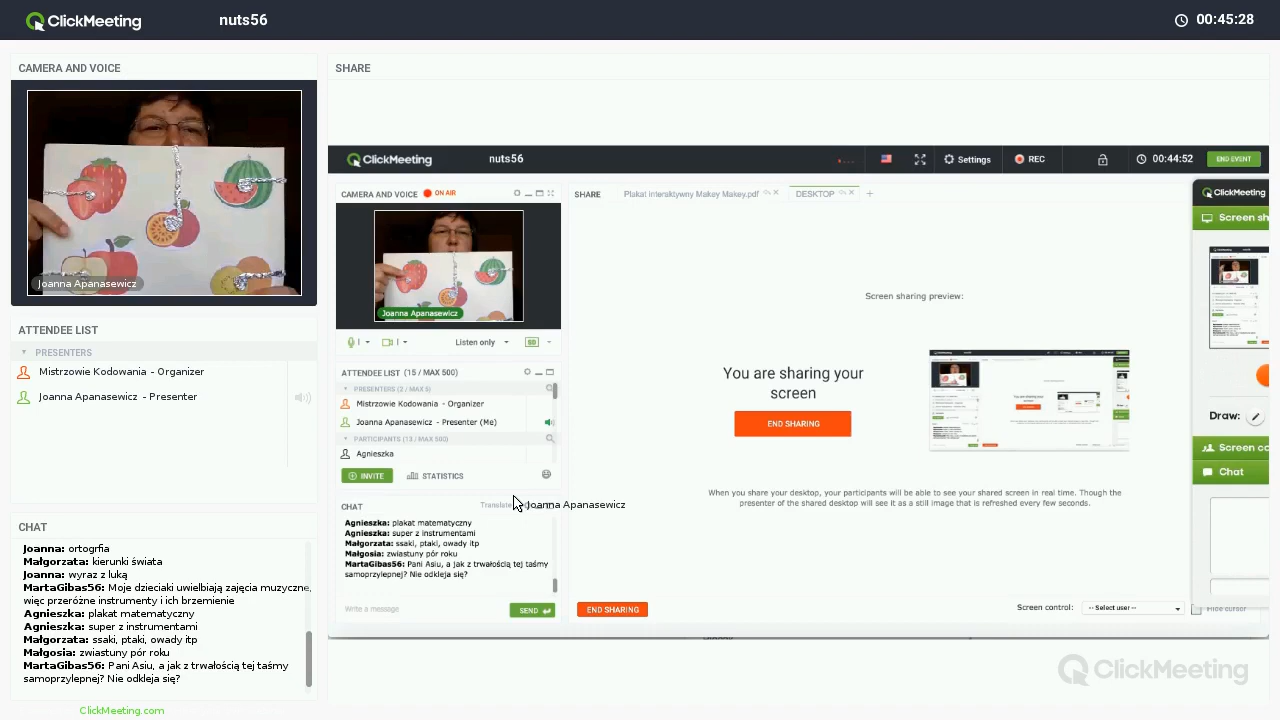 ClickMeeting
nuts56
00:45:28
CAMERA AND VOICE
Joanna Apanasewicz
ATTENDEE LIST
PRESENTERS
Mistrzowie Kodowania - Organizer
Joanna Apanasewicz - Presenter
CHAT
Joanna: ortogrfia
Małgorzata: kierunki świata
Joanna: wyraz z luką
MartaGibas56: Moje dzieciaki uwielbiają zajęcia muzyczne,
więc przeróżne instrumenty i ich brzemienie
Agnieszka: plakat matematyczny
Agnieszka: super z instrumentami
Małgorzata: ssaki, ptaki, owady itp
Małgosia: zwiastuny pór roku
MartaGibas56: Pani Asiu, a jak z trwałością tej taśmy
samoprzylepnej? Nie odkleja się?
ClickMeeting.com
SHARE
ClickMeeting
nuts56
Settings
REC
00:44:52
END EVENT
CAMERA AND VOICE
ON AIR
Joanna Apanasewicz
Listen only
ATTENDEE LIST (15 / MAX 500)
PRESENTERS (2 / MAX 5)
Mistrzowie Kodowania - Organizer
Joanna Apanasewicz - Presenter (Me)
PARTICIPANTS (13 / MAX 500)
Agnieszka
INVITE
STATISTICS
CHAT
Translate
Joanna Apanasewicz
Agnieszka: plakat matematyczny
Agnieszka: super z instrumentami
Małgorzata: ssaki, ptaki, owady itp
Małgosia: zwiastuny pór roku
MartaGibas56: Pani Asiu, a jak z trwałością tej taśmy
samoprzylepnej? Nie odkleja się?
Write a message
SEND
SHARE
Plakat interaktywny Makey Makey.pdf
DESKTOP
Screen sharing preview:
You are sharing your
screen
END SHARING
When you share your desktop, your participants will be able to see your shared screen in real time. Though the
presenter of the shared desktop will see it as a still image that is refreshed every few seconds.
END SHARING
Screen control:
-- Select user --
Hide cursor
ClickMeeting
Screen sh
Draw:
Screen co
Chat
ClickMeeting